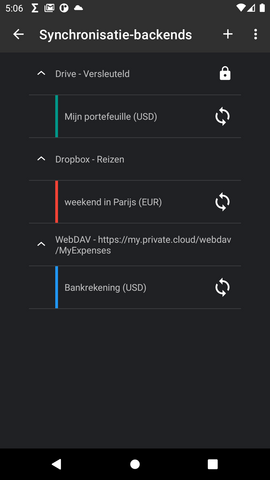 5:06
Synchronisatie-backends
Drive - Versleuteld
Mijn portefeuille (USD)
Dropbox - Reizen
weekend in Parijs (EUR)
WebDAV - https://my.private.cloud/webdav
/MyExpenses
Bankrekening (USD)